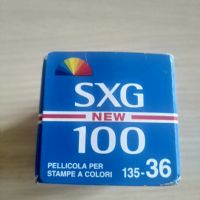 SXG
NEW
100
PELLICOLA PER
STAMPE A COLORI 135-36